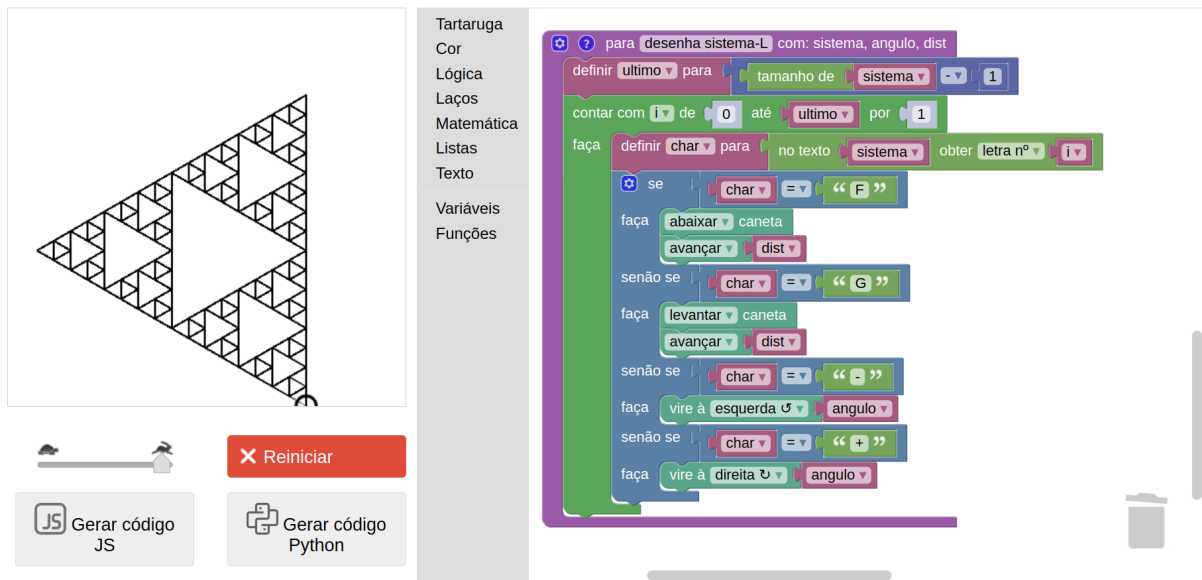 Tartaruga
Cor
Lógica
Laços
Matemática
Listas
Texto
Variáveis
Funções
Reiniciar
JS Gerar código
JS
Gerar código
Python
? para desenha sistema-L com: sistema, angulo, dist
definir ultimo ▾ para tamanho de sistema ▾ - ▾ 1
contar com i ▾ de 0 até ultimo ▾ por 1
faça definir char ▾ para no texto sistema ▾ obter letra nº ▾ i ▾
se char ▾ = ▾ “ F ”
faça abaixar ▾ caneta
avançar ▾ dist ▾
senão se char ▾ = ▾ “ G ”
faça levantar ▾ caneta
avançar ▾ dist ▾
senão se char ▾ = ▾ “ - ”
faça vire à esquerda ↺ ▾ angulo ▾
senão se char ▾ = ▾ “ + ”
faça vire à direita ↻ ▾ angulo ▾